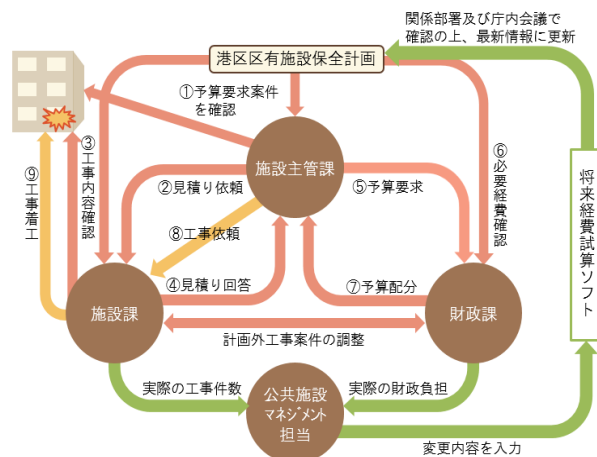 関係部署及び庁内会議で
確認の上、最新情報に更新
港区区有施設保全計画
①予算要求案件
を確認
施設主管課
③工事内容確認
⑨工事着工
②見積り依頼
⑤予算要求
⑥必要経費確認
⑧工事依頼
④見積り回答
⑦予算配分
将来経費試算ソフト
施設課
財政課
計画外工事案件の調整
実際の工事件数
実際の財政負担
公共施設
マネジメント
担当
変更内容を入力